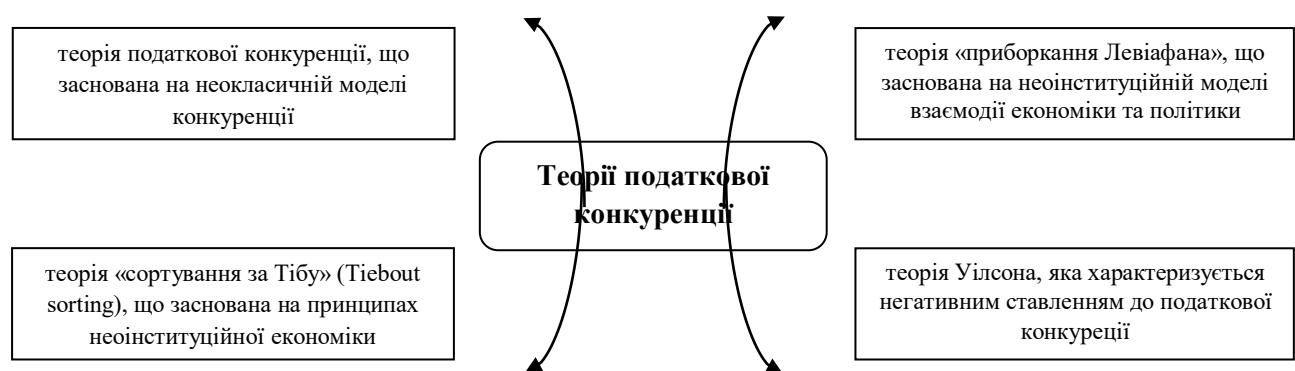 теорія податкової конкуренції, що
заснована на неокласичній моделі
конкуренції
теорія «приборкання Левіафана», що
заснована на неоінституційній моделі
взаємодії економіки та політики
Теорії податкової
конкуренції
теорія «сортування за Тібу» (Tiebout
sorting), що заснована на принципах
неоінституційної економіки
теорія Уілсона, яка характеризується
негативним ставленням до податкової
конкуреції